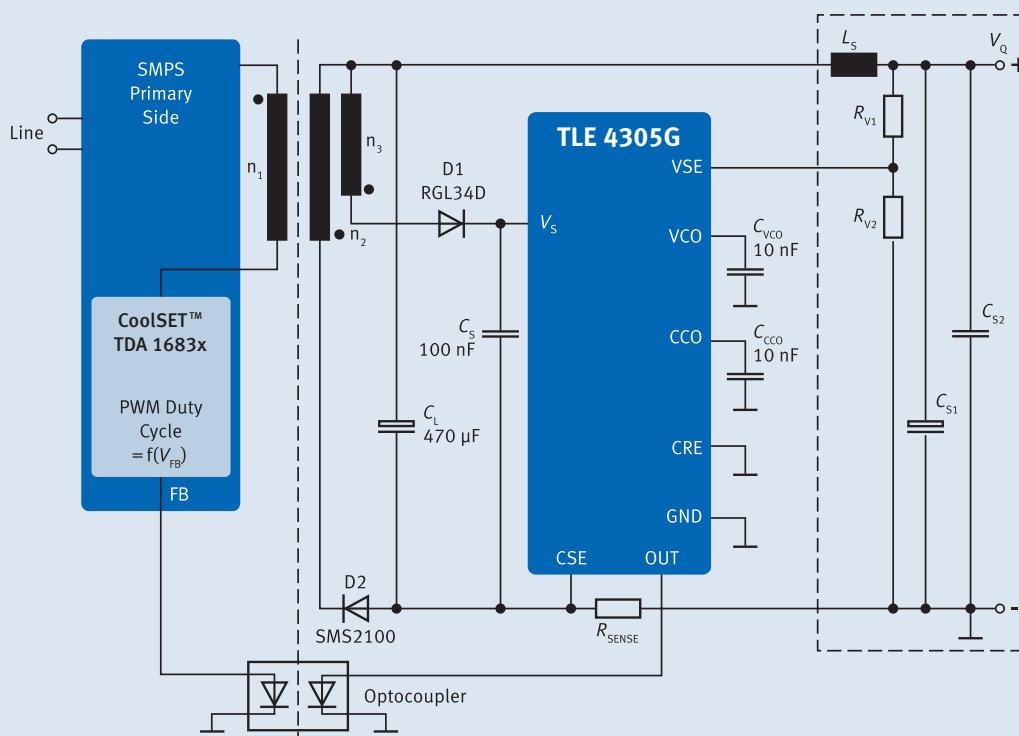 SMPS
Primary
Side
Line
n1
n2
n3
CoolSET™
TDA 1683x
PWM Duty
Cycle
= f(VFB)
FB
D1
RGL34D
CS
100 nF
CL
470 µF
D2
SMS2100
TLE 4305G
VS
VSE
VCO
CCO
CRE
GND
CSE
OUT
CVCO
10 nF
CCCO
10 nF
RSENSE
Optocoupler
LS
VQ
+
RV1
RV2
CS2
CS1
-